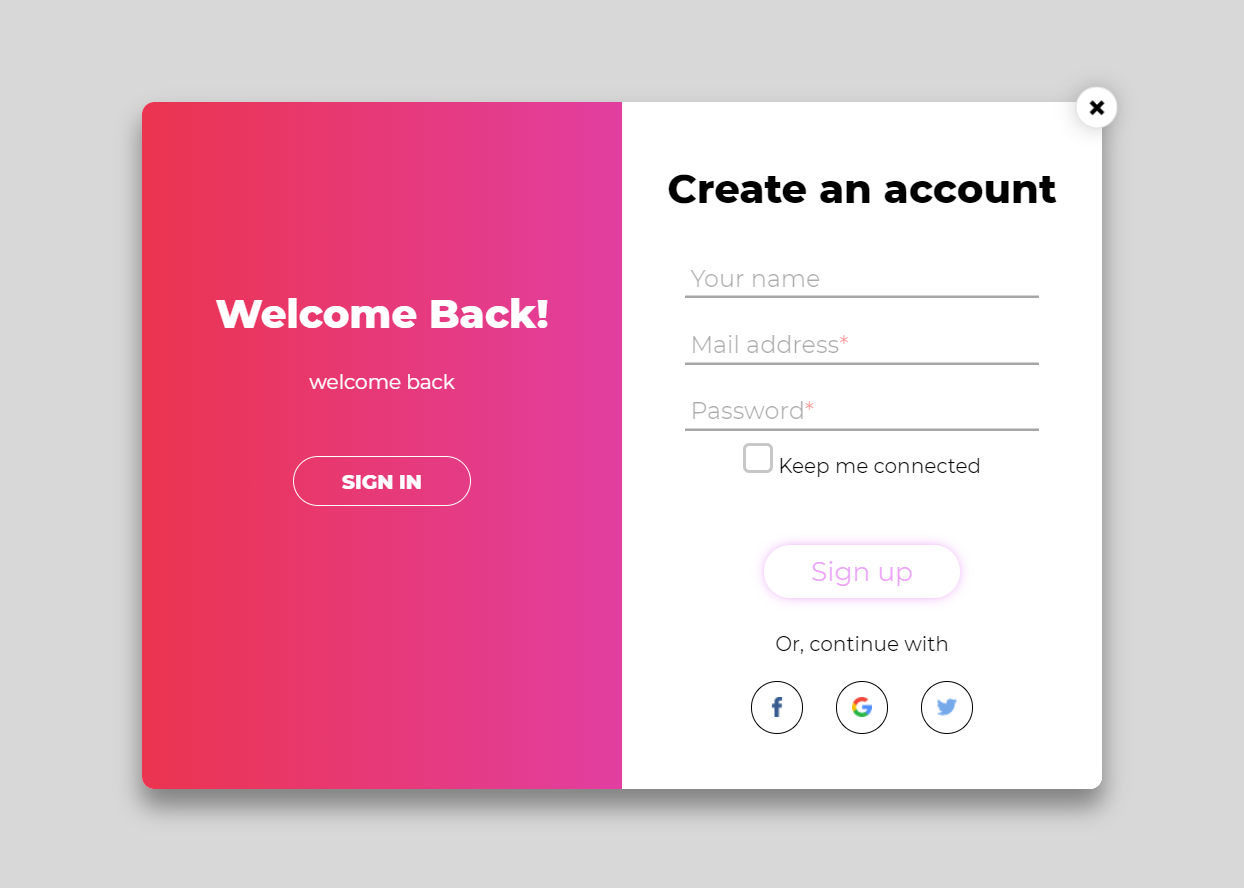 Welcome Back!
welcome back
SIGN IN
Create an account
Your name
Mail address*
Password*
Keep me connected
Sign up
Or, continue with